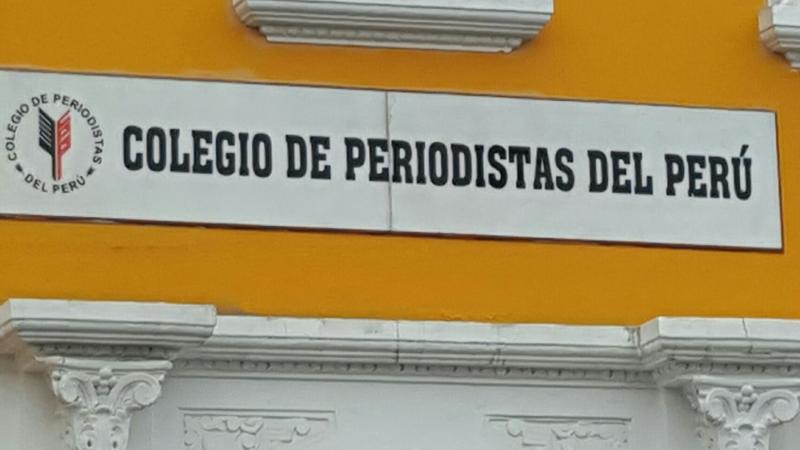 COLEGIO DE PERIODISTAS
DEL PERÚ
COLEGIO DE PERIODISTAS DEL PERÚ